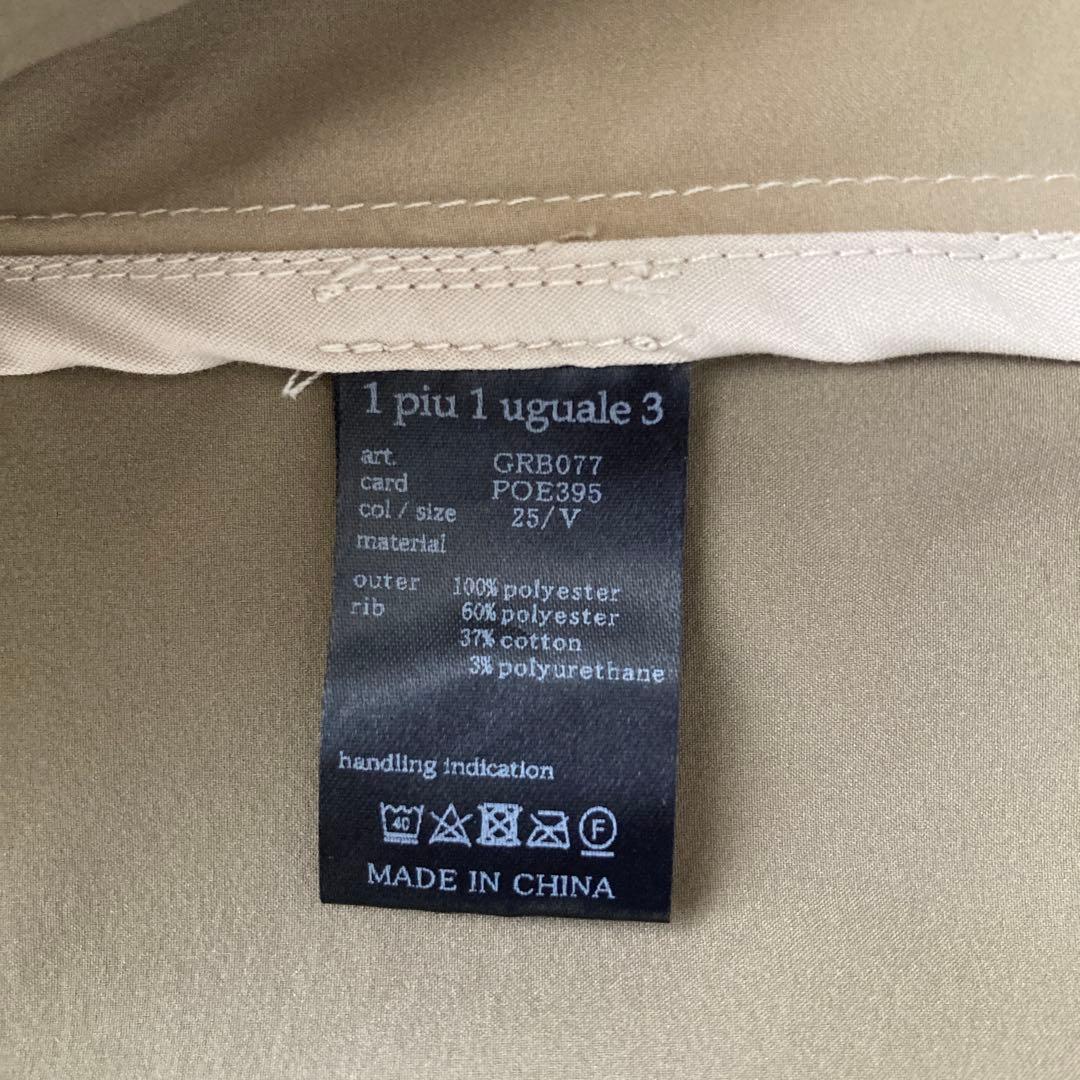 1 piu 1 uguale 3
art. GRB077
card POE395
col / size 25/V
material
outer 100% polyester
rib 60% polyester
37% cotton
3% polyurethane
handling indication
40 F
MADE IN CHINA